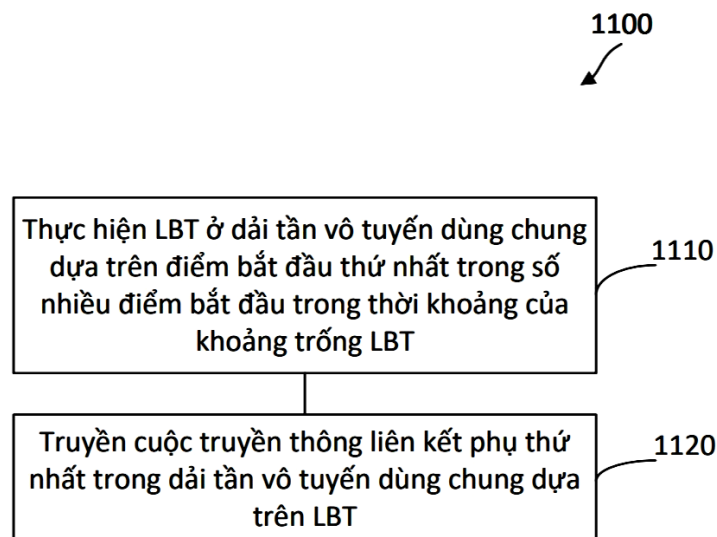 1100
Thực hiện LBT ở dải tần vô tuyến dùng chung
dựa trên điểm bắt đầu thứ nhất trong số
nhiều điểm bắt đầu trong thời khoảng của
khoảng trống LBT
1110
Truyền cuộc truyền thông liên kết phụ thứ
nhất trong dải tần vô tuyến dùng chung dựa
trên LBT
1120